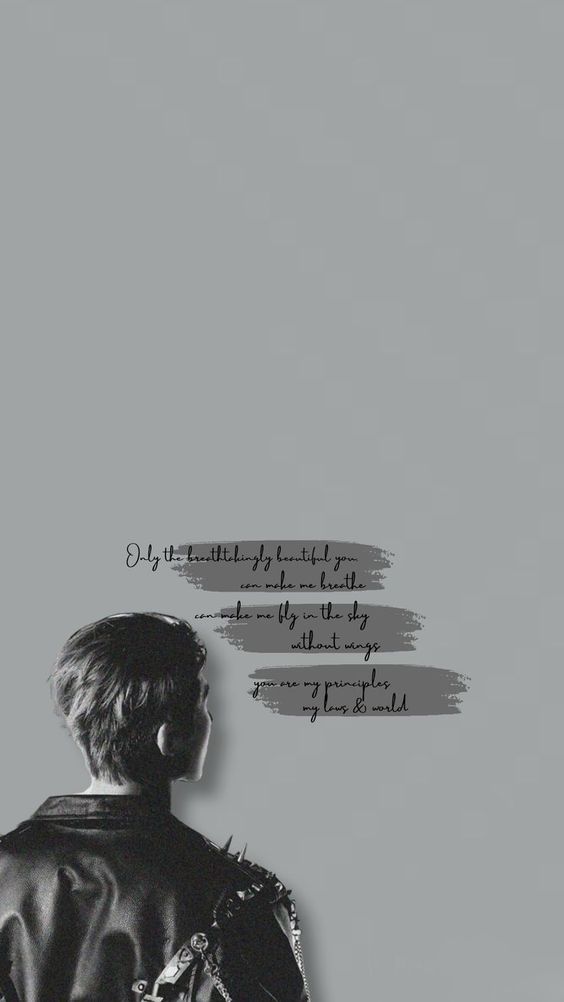 Only the breathtakingly beautiful you.
can make me breathe
can make me fly in the sky
without wings
you are my principles
my laws & world